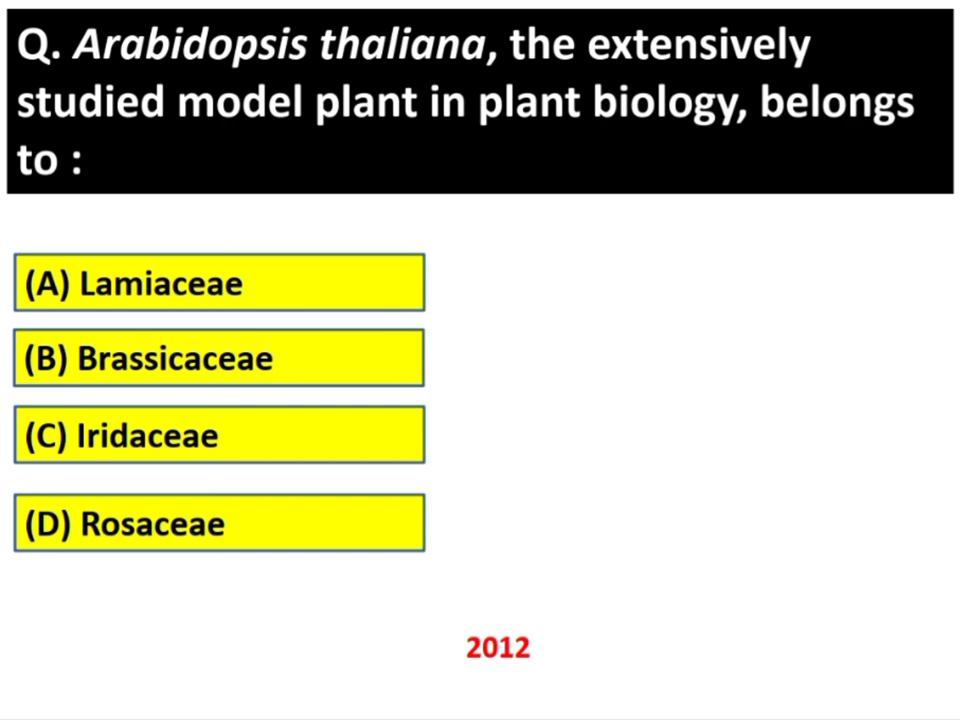 Q. Arabidopsis thaliana, the extensively
studied model plant in plant biology, belongs
to :
(A) Lamiaceae
(B) Brassicaceae
(C) Iridaceae
(D) Rosaceae
2012